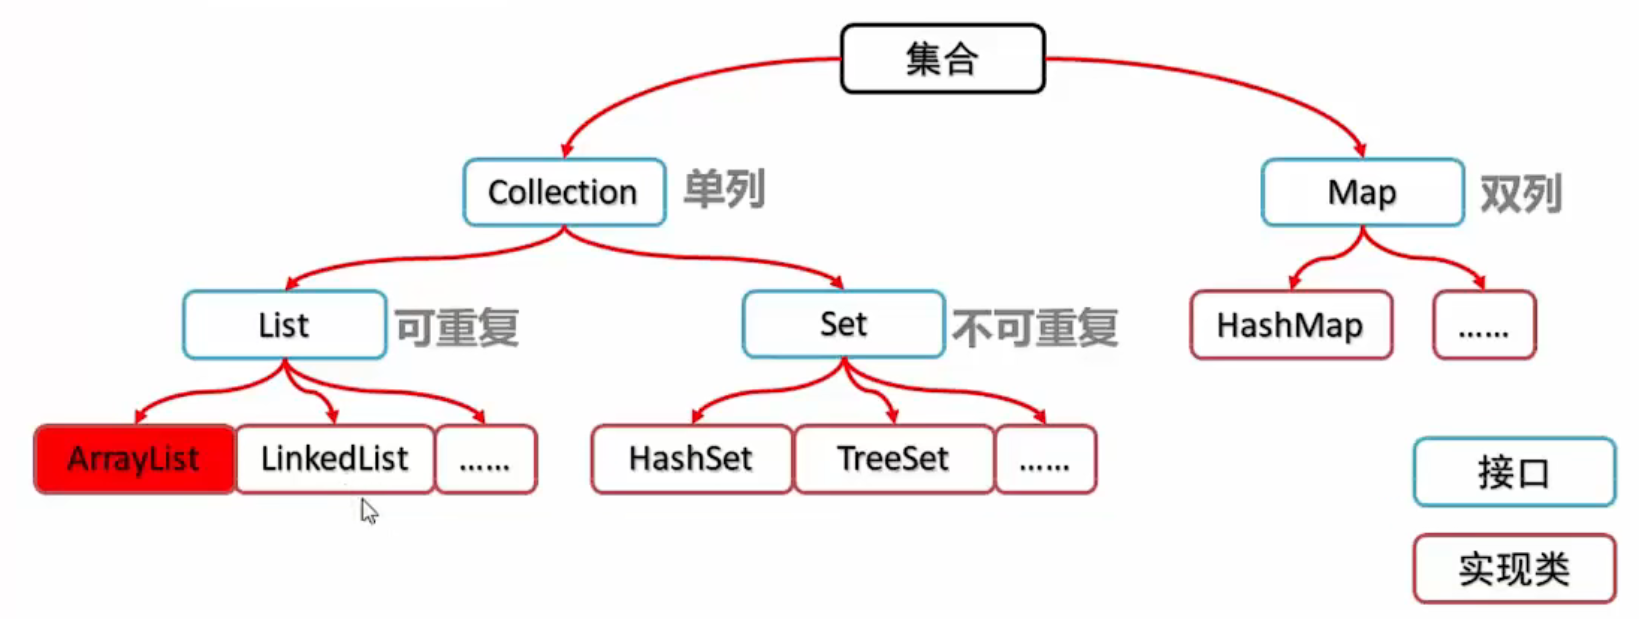 集合
Collection 单列
Map 双列
List 可重复
Set 不可重复
HashMap
......
ArrayList
LinkedList
......
HashSet
TreeSet
......
接口
实现类